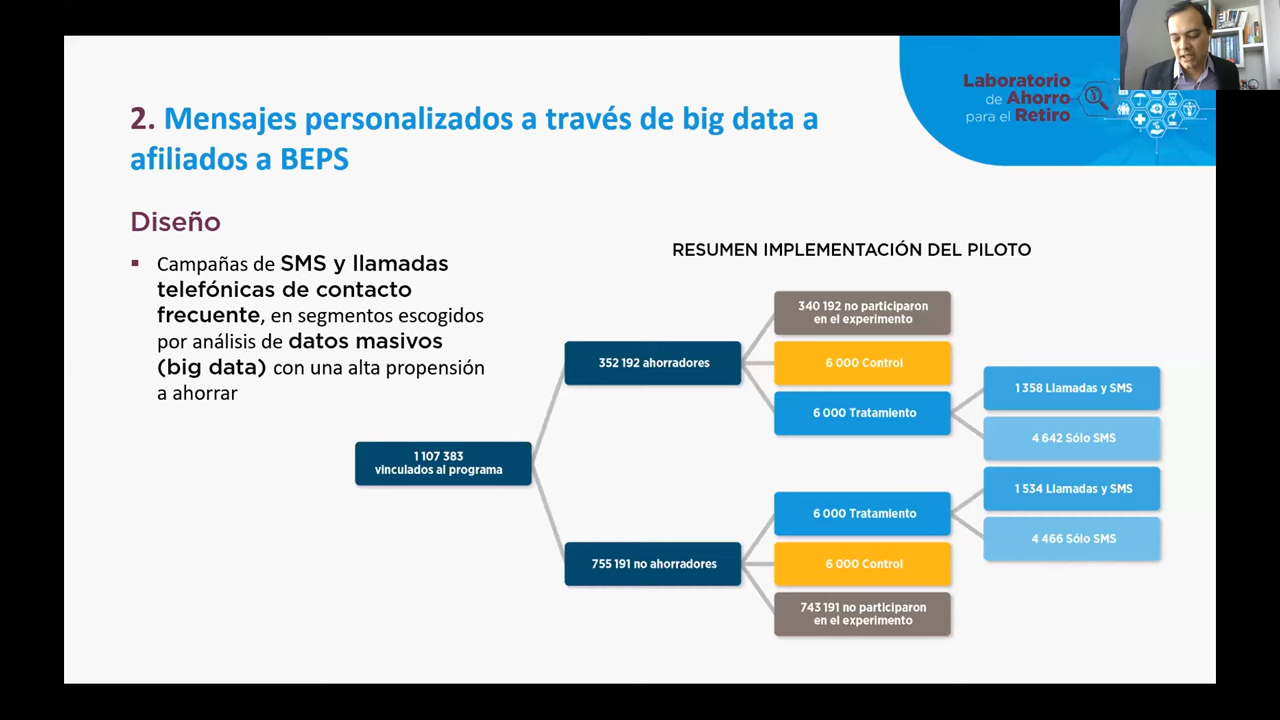 Laboratorio
de Ahorro
para el Retiro
2. Mensajes personalizados a través de big data a
afiliados a BEPS
Diseño
▪ Campañas de SMS y llamadas
telefónicas de contacto
frecuente, en segmentos escogidos
por análisis de datos masivos
(big data) con una alta propensión
a ahorrar
RESUMEN IMPLEMENTACIÓN DEL PILOTO
1 107 383
vinculados al programa
352 192 ahorradores
340 192 no participaron
en el experimento
6 000 Control
6 000 Tratamiento
1 358 Llamadas y SMS
4 642 Sólo SMS
755 191 no ahorradores
6 000 Tratamiento
1 534 Llamadas y SMS
4 466 Sólo SMS
6 000 Control
743 191 no participaron
en el experimento